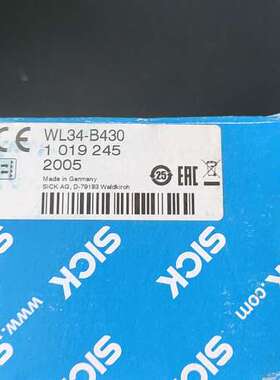 CE WL34-B430
1 019 245
2005
Made in Germany
SICK AG, D-79183 Waldkirch
25
EAC
SICK
SICK
SICK
.com